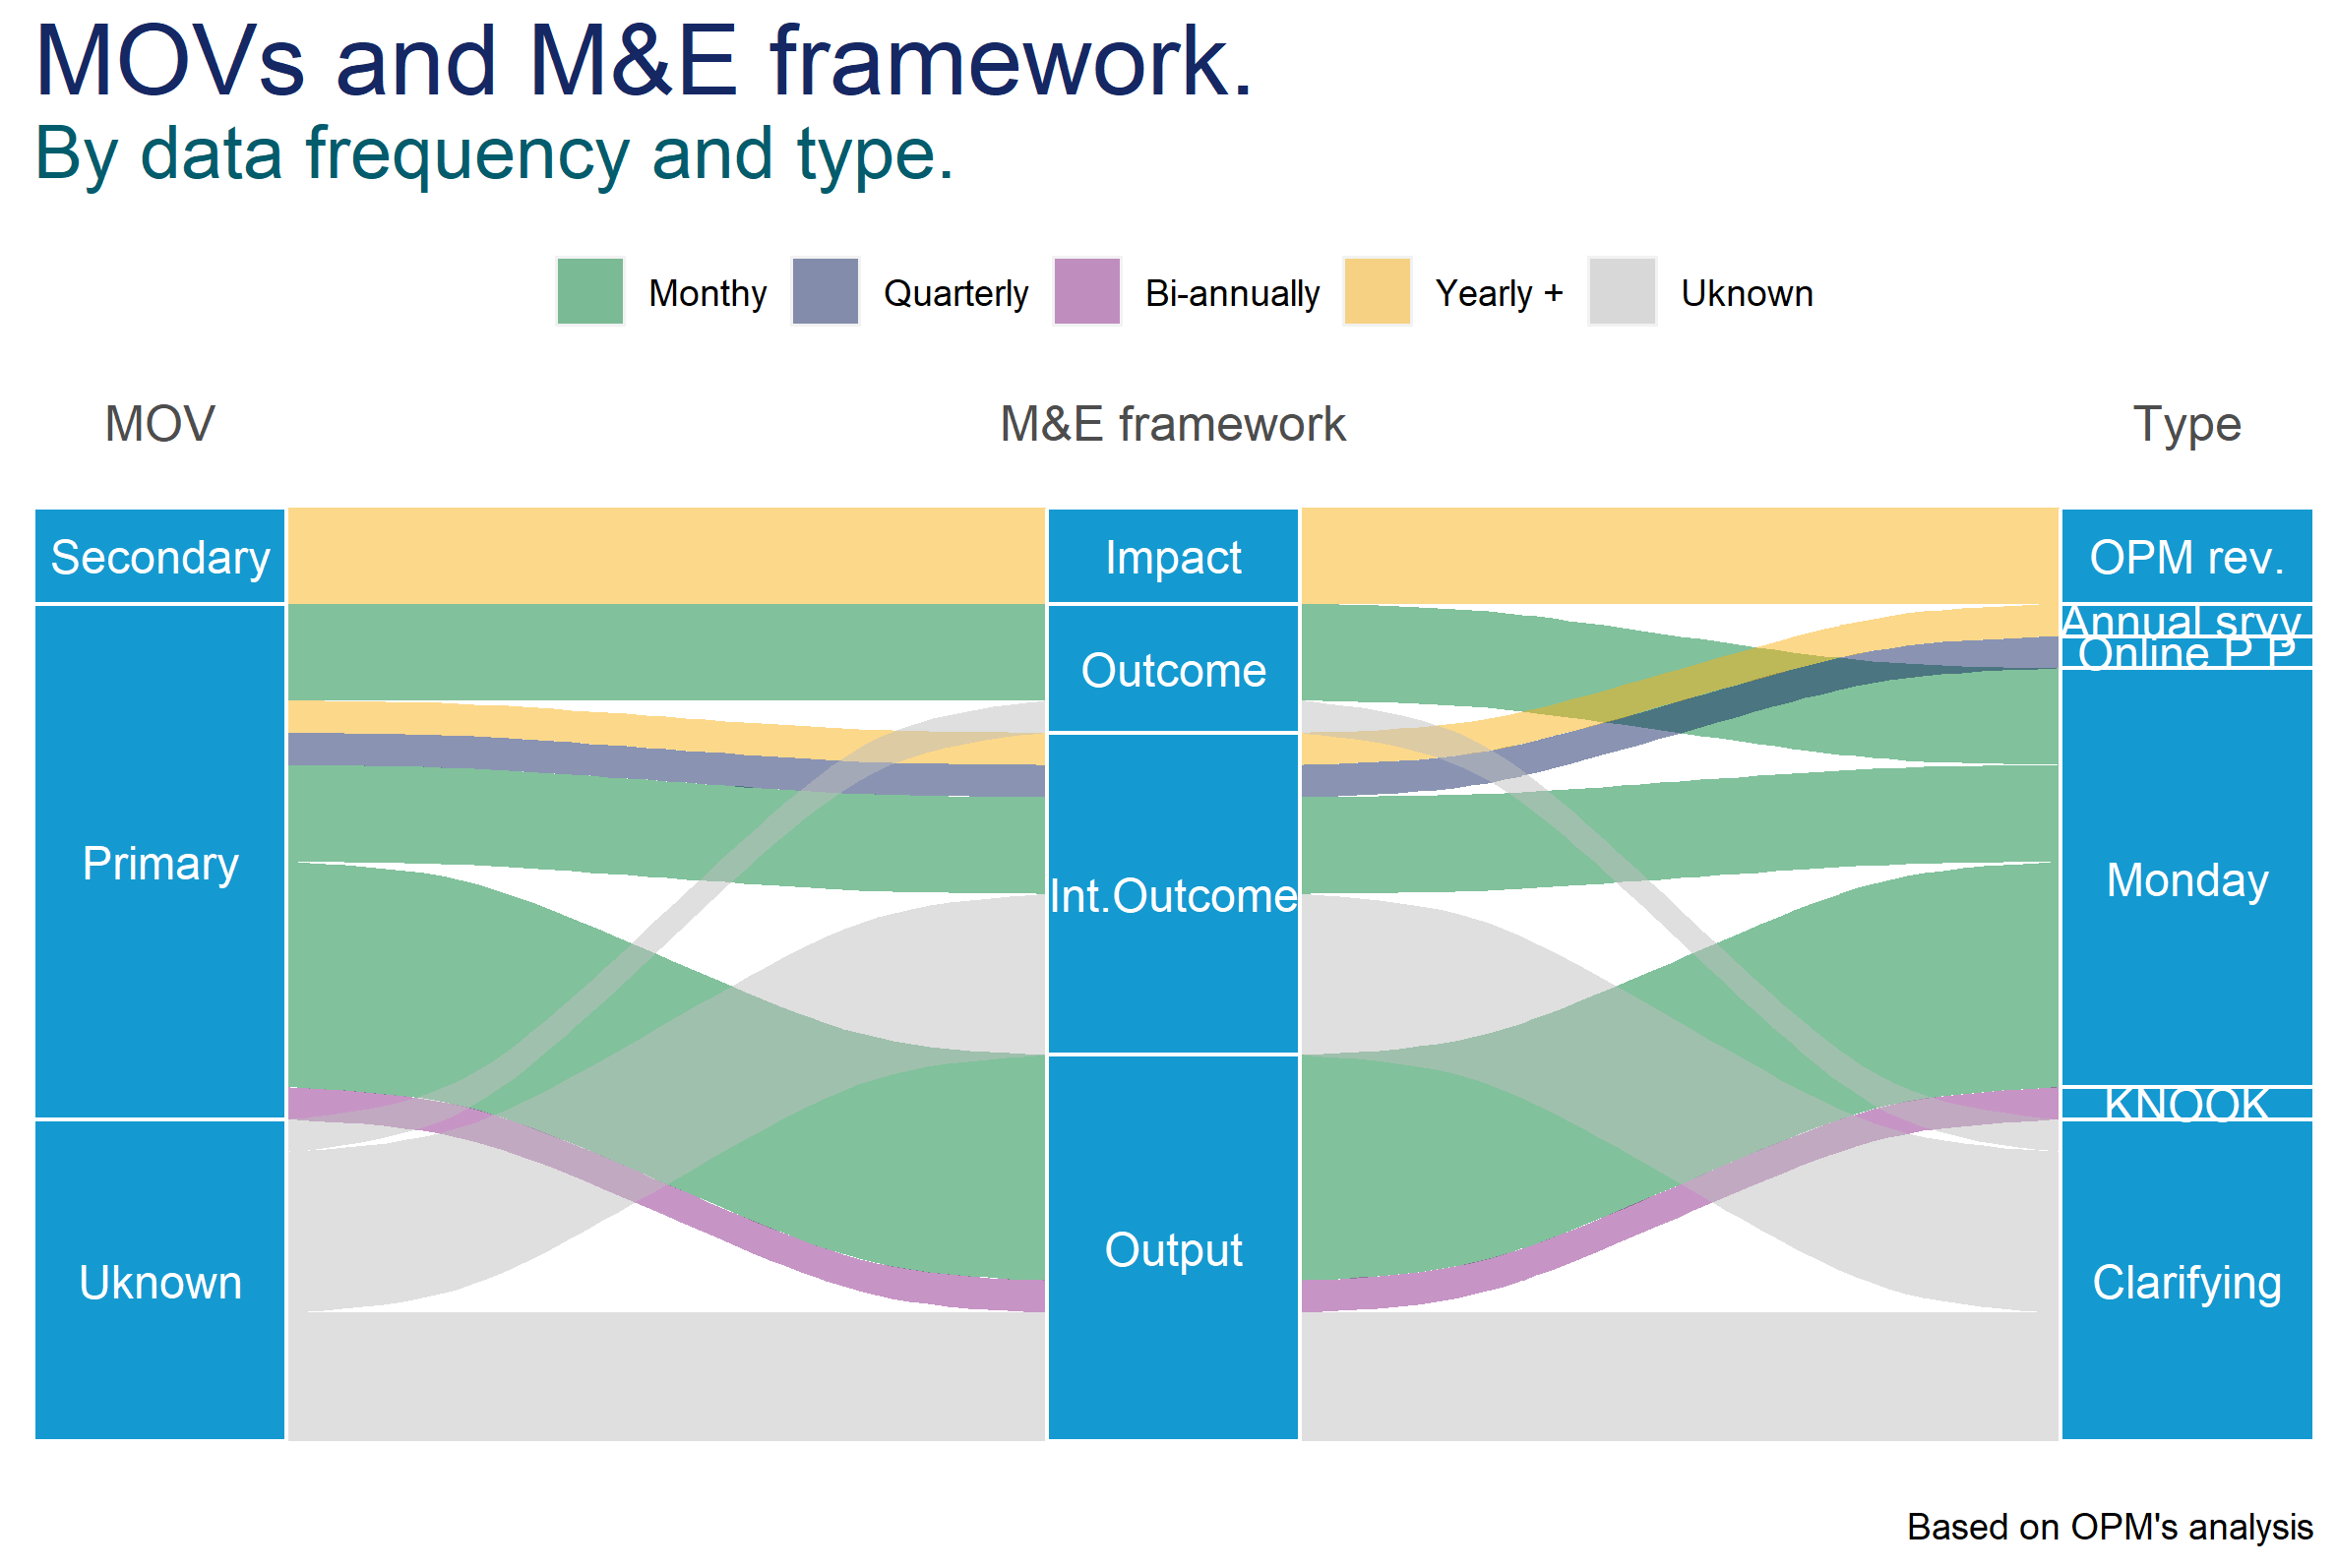 MOVs and M&E framework.
By data frequency and type.
Monthy Quarterly Bi-annually Yearly + Uknown
MOV M&E framework Type
Secondary Impact OPM rev.
Annual srvy
Outcome Online P P
Primary Int.Outcome Monday
KNOOK
Uknown Output Clarifying
Based on OPM's analysis